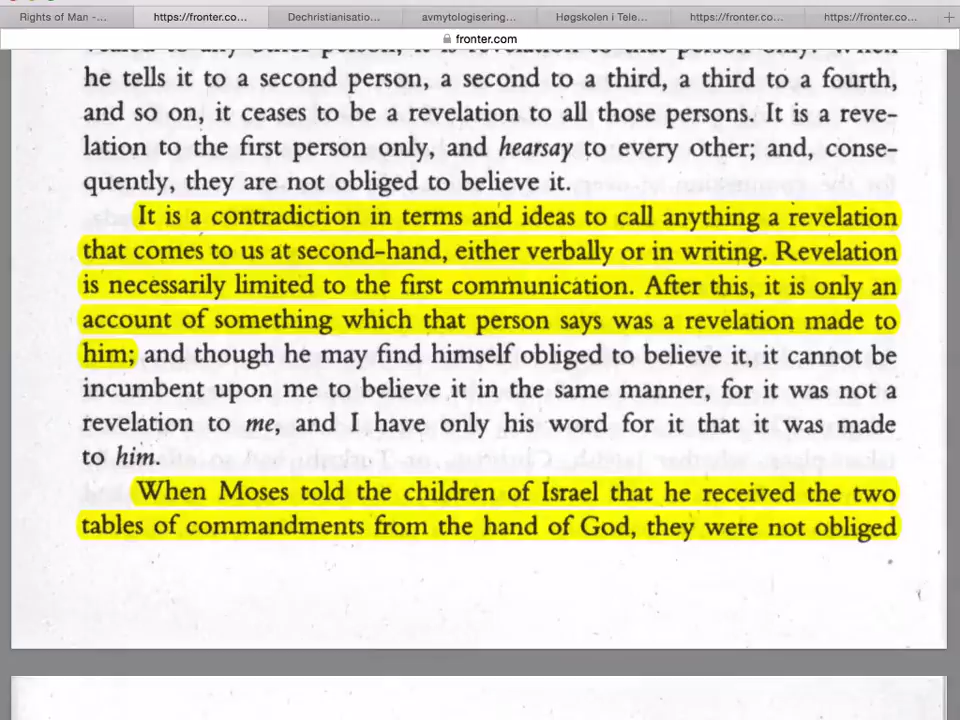 Rights of Man -...
https://fronter.co...
Dechristianisatio...
avmytologisering...
Høgskolen i Tele...
https://fronter.co...
https://fronter.co...
fronter.com
he tells it to a second person, a second to a third, a third to a fourth,
and so on, it ceases to be a revelation to all those persons. It is a reve-
lation to the first person only, and hearsay to every other; and, conse-
quently, they are not obliged to believe it.
It is a contradiction in terms and ideas to call anything a revelation
that comes to us at second-hand, either verbally or in writing. Revelation
is necessarily limited to the first communication. After this, it is only an
account of something which that person says was a revelation made to
him; and though he may find himself obliged to believe it, it cannot be
incumbent upon me to believe it in the same manner, for it was not a
revelation to me, and I have only his word for it that it was made
to him.
When Moses told the children of Israel that he received the two
tables of commandments from the hand of God, they were not obliged